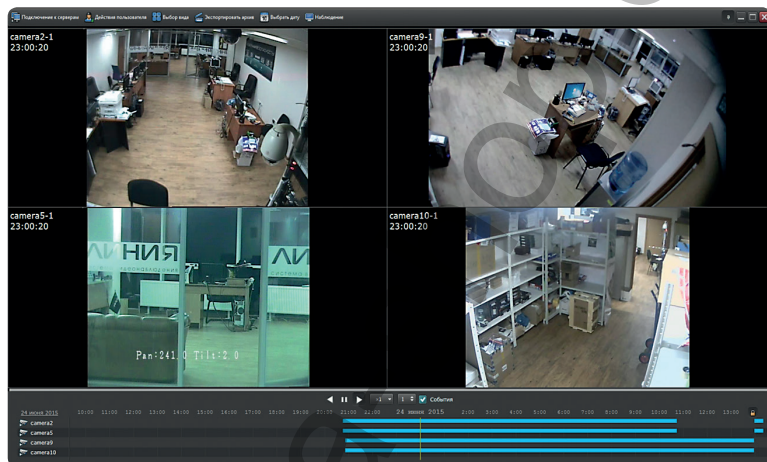 Подключение к серверам Действия пользователя Выбор вида Экспортировать архив Выбрать дату Наблюдение
camera2-1
23:00:20
camera9-1
23:00:20
camera5-1
23:00:20
camera10-1
23:00:20
Pan:241.0 Tilt:2.0
-1 1 События
24 июня 2015 10:00 11:00 12:00 13:00 14:00 15:00 16:00 17:00 18:00 19:00 20:00 21:00 22:00 24 июня 2015 2:00 3:00 4:00 5:00 6:00 7:00 8:00 9:00 10:00 11:00 12:00 13:00
camera2
camera5
camera9
camera10